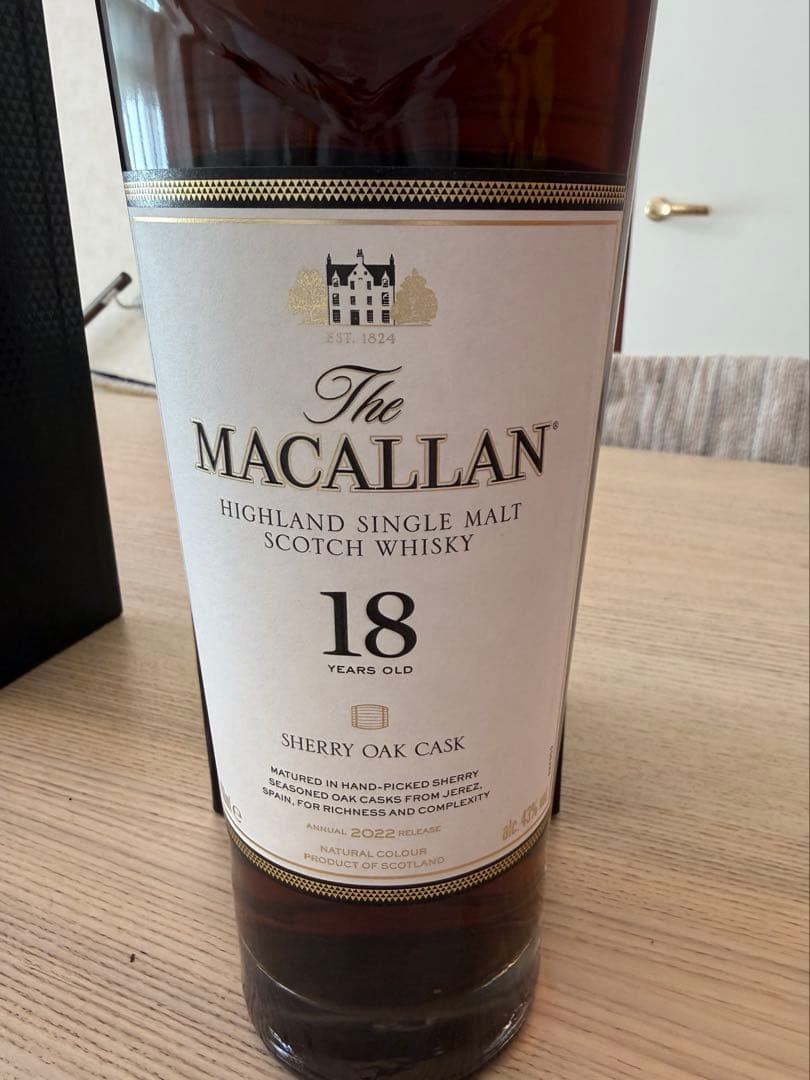 EST. 1824
The
MACALLAN®
HIGHLAND SINGLE MALT
SCOTCH WHISKY
18
YEARS OLD
SHERRY OAK CASK
MATURED IN HAND-PICKED SHERRY
SEASONED OAK CASKS FROM JEREZ,
SPAIN, FOR RICHNESS AND COMPLEXITY
ANNUAL 2022 RELEASE
alc. 43%
NATURAL COLOUR
PRODUCT OF SCOTLAND